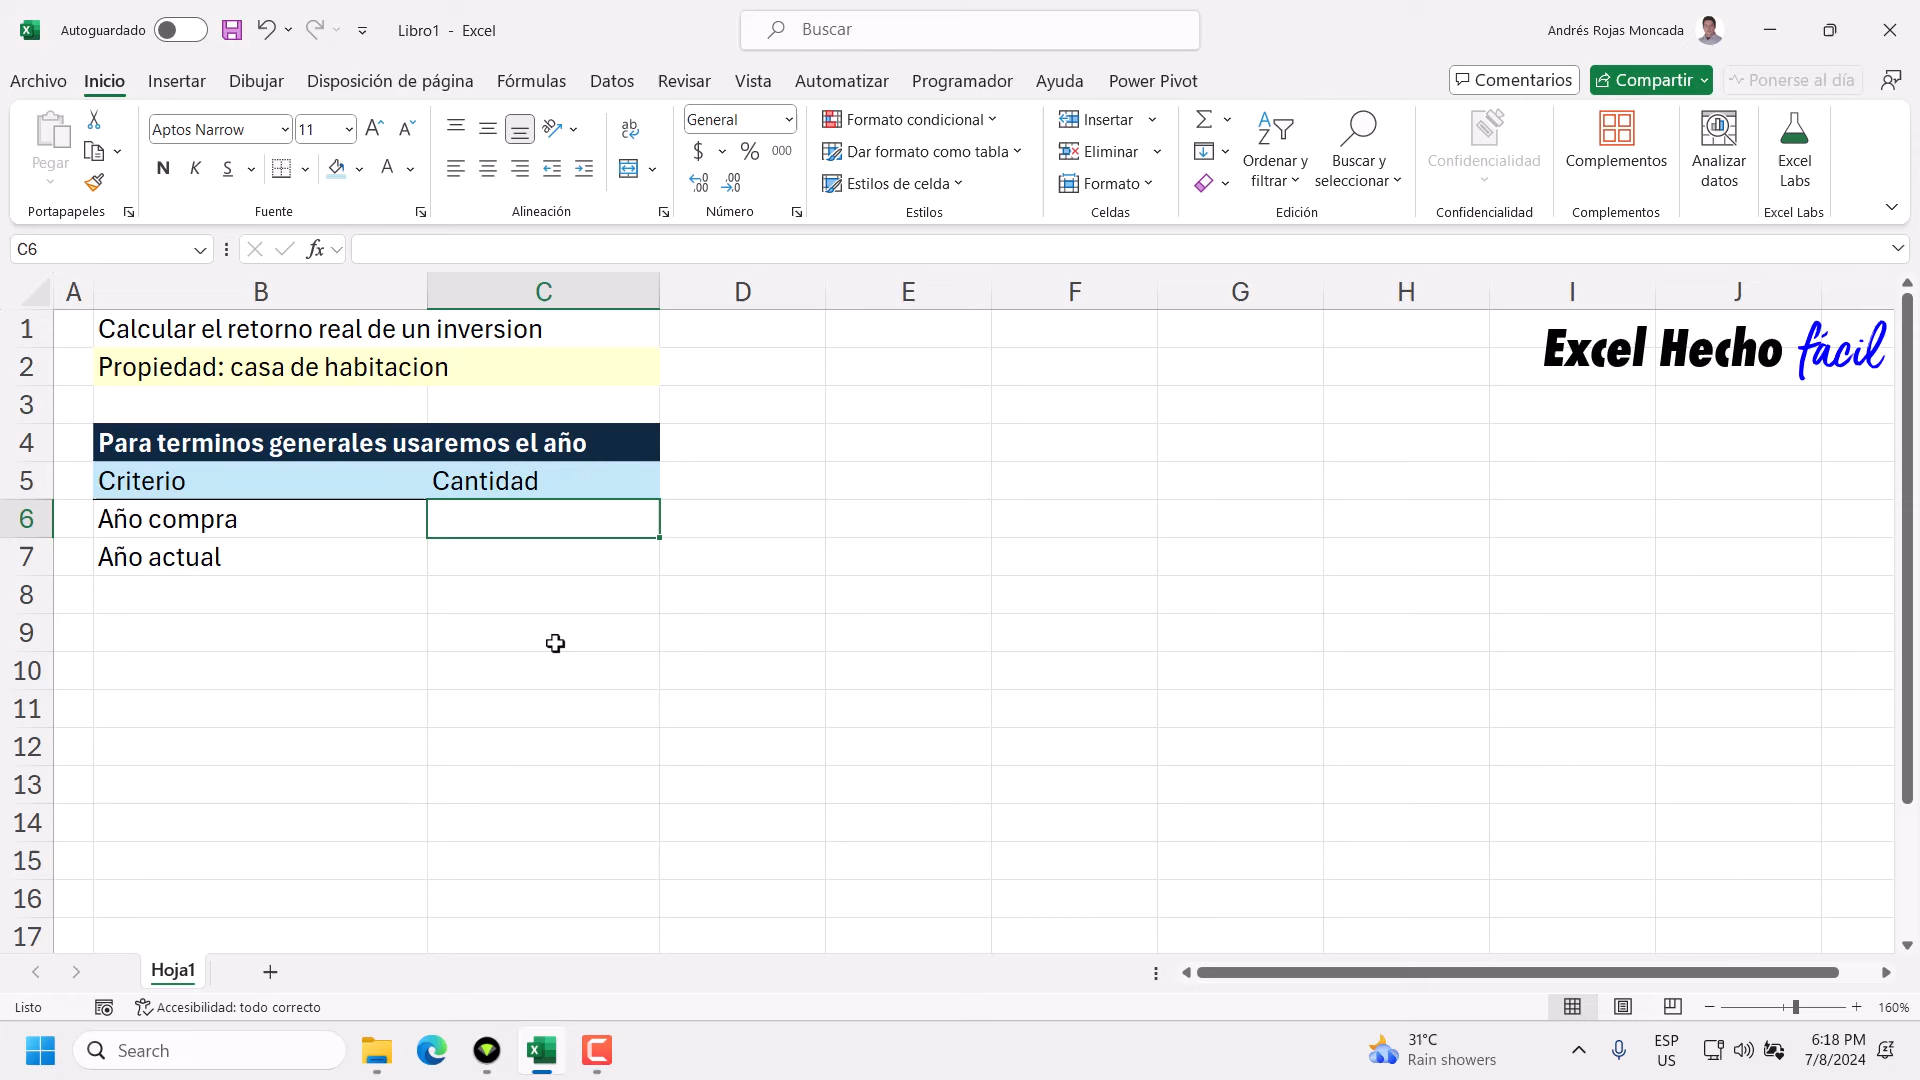 Autoguardado
Libro1 - Excel
Buscar
Andrés Rojas Moncada
Archivo Inicio Insertar Dibujar Disposición de página Fórmulas Datos Revisar Vista Automatizar Programador Ayuda Power Pivot
Comentarios Compartir Ponerse al día
Pegar
Portapapeles
Aptos Narrow 11
N K S A
Fuente
ab
Alineación
General
$ % 000
Número
Formato condicional
Dar formato como tabla
Estilos de celda
Estilos
Insertar
Eliminar
Formato
Celdas
Ordenar y
filtrar
Buscar y
seleccionar
Edición
Confidencialidad
Confidencialidad
Complementos
Complementos
Analizar
datos
Excel
Labs
Excel Labs
C6 fx
A B C D E F G H I J
1 Calcular el retorno real de un inversion
Excel Hecho fácil
2 Propiedad: casa de habitacion
3
4 Para terminos generales usaremos el año
5 Criterio Cantidad
6 Año compra
7 Año actual
8
9
10
11
12
13
14
15
16
17
Hoja1
Listo Accesibilidad: todo correcto 160%
Search
31°C
Rain showers
ESP
US
6:18 PM
7/8/2024